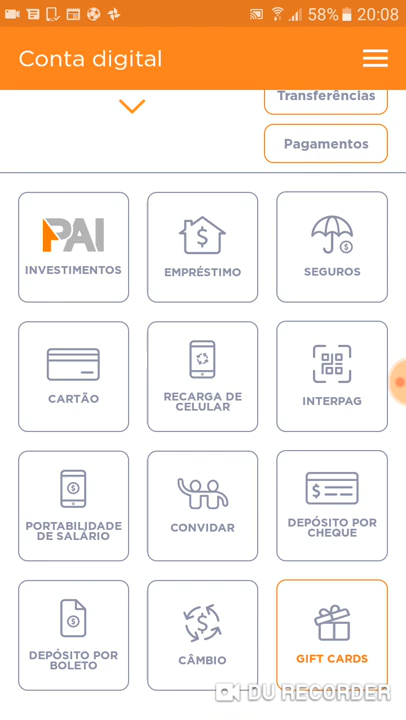 58% 20:08
Conta digital
Transferências
Pagamentos
PAI
INVESTIMENTOS
EMPRÉSTIMO
SEGUROS
CARTÃO
RECARGA DE
CELULAR
INTERPAG
PORTABILIDADE
DE SALÁRIO
CONVIDAR
DEPÓSITO POR
CHEQUE
DEPÓSITO POR
BOLETO
CÂMBIO
GIFT CARDS
DU RECORDER